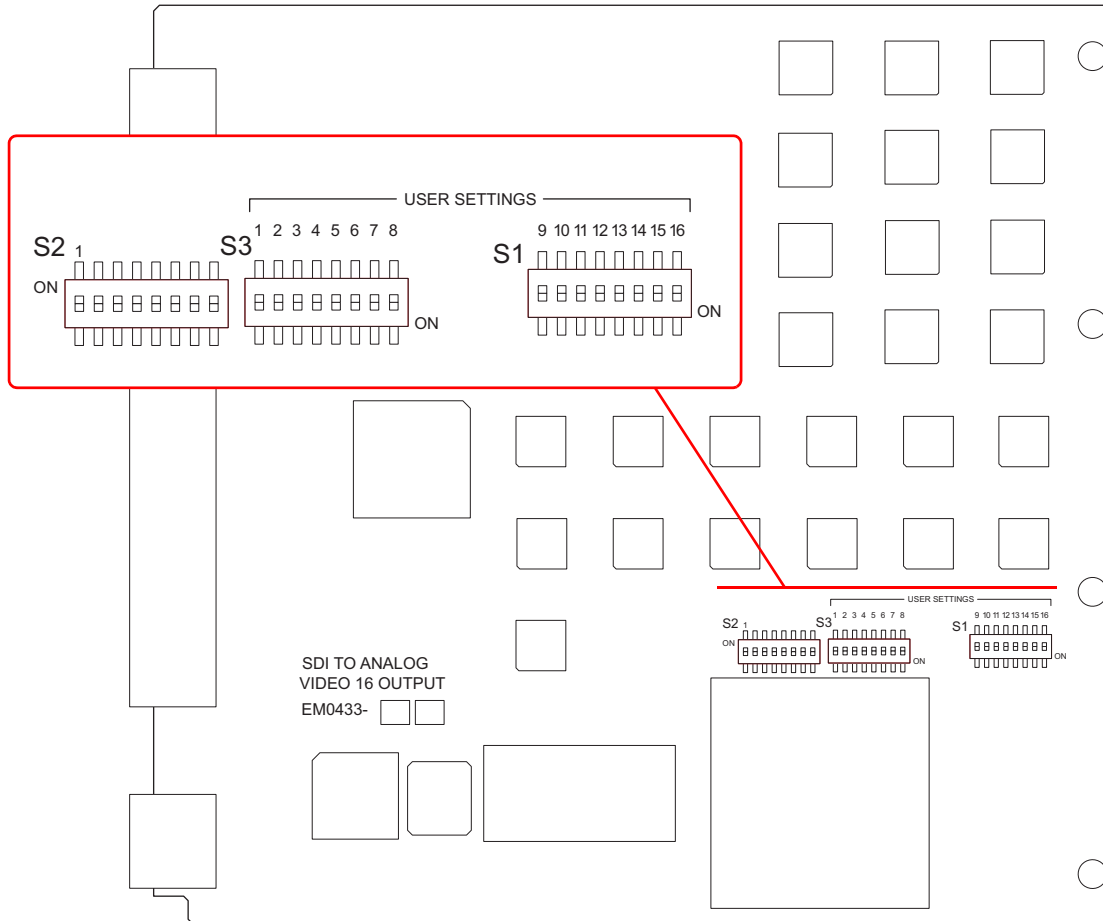 USER SETTINGS
S2 1
S3 1 2 3 4 5 6 7 8
S1 9 10 11 12 13 14 15 16
ON
ON
ON
USER SETTINGS
S2 1
S3 1 2 3 4 5 6 7 8
S1 9 10 11 12 13 14 15 16
ON
ON
ON
SDI TO ANALOG
VIDEO 16 OUTPUT
EM0433-